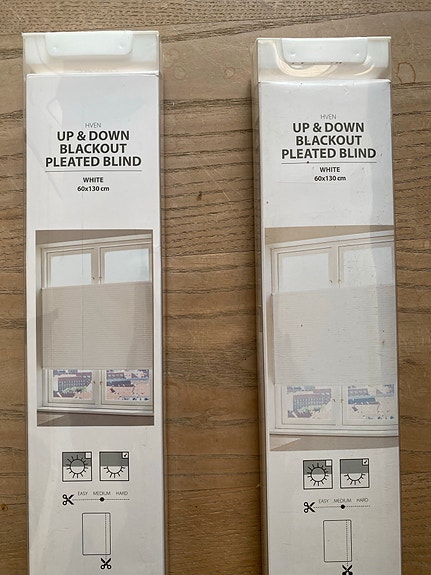 HVEN
UP & DOWN
BLACKOUT
PLEATED BLIND
WHITE
60x130 cm
EASY MEDIUM HARD
HVEN
UP & DOWN
BLACKOUT
PLEATED BLIND
WHITE
60x130 cm
EASY MEDIUM HARD